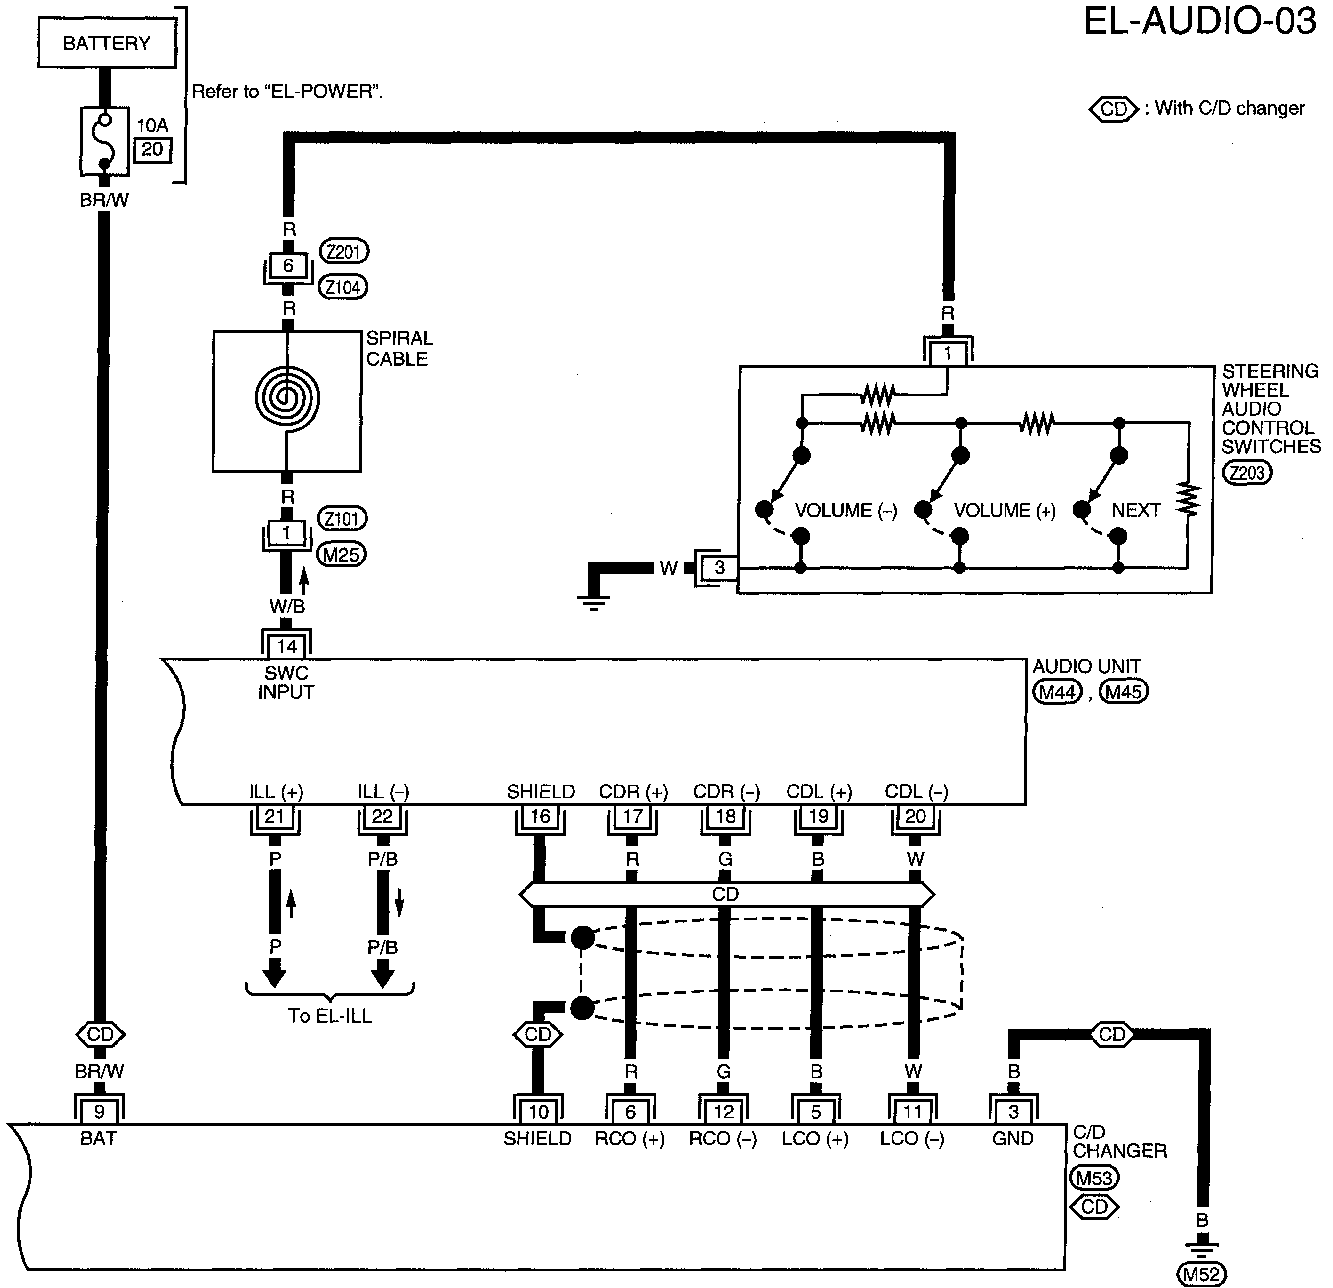 EL-AUDIO-03
BATTERY
Refer to "EL-POWER".
CD : With C/D changer
10A
20
BR/W
R
6
Z201
Z104
R
SPIRAL
CABLE
R
1
Z101
M25
W/B
14
SWC
INPUT
R
1
STEERING
WHEEL
AUDIO
CONTROL
SWITCHES
Z203
VOLUME (–)
VOLUME (+)
NEXT
W
3
AUDIO UNIT
M44 , M45
ILL (+)
ILL (–)
SHIELD
CDR (+)
CDR (–)
CDL (+)
CDL (–)
21
22
16
17
18
19
20
P
P/B
R
G
B
W
CD
P
P/B
To EL-ILL
CD
CD
CD
BR/W
R
G
B
W
B
9
10
6
12
5
11
3
BAT
SHIELD
RCO (+)
RCO (–)
LCO (+)
LCO (–)
GND
C/D
CHANGER
M53
CD
B
M52